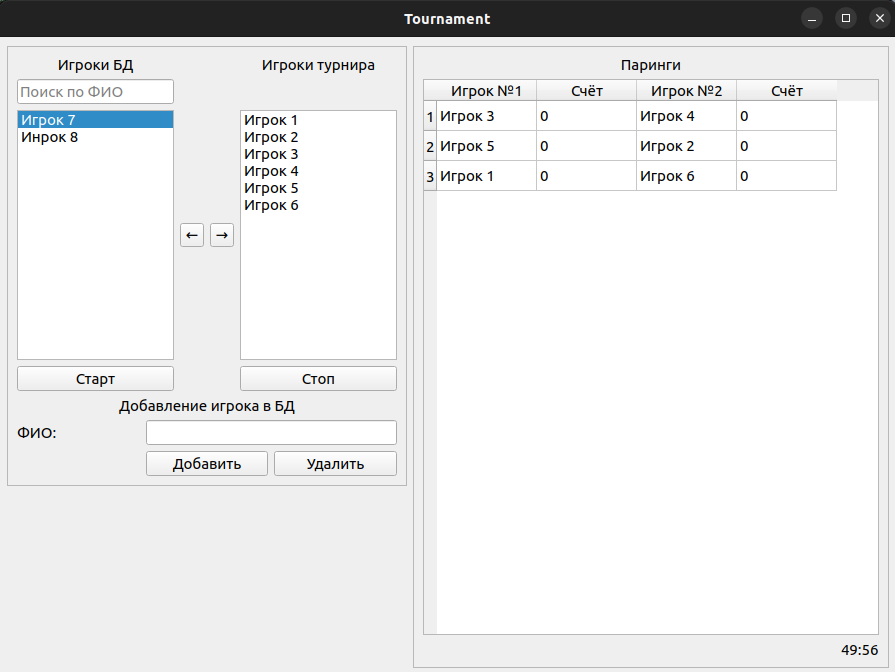 Tournament
Игроки БД
Игроки турнира
Поиск по ФИО
Игрок 7
Инрок 8
Игрок 1
Игрок 2
Игрок 3
Игрок 4
Игрок 5
Игрок 6
← →
Старт
Стоп
Добавление игрока в БД
ФИО:
Добавить
Удалить
Паринги
Игрок №1 Счёт Игрок №2 Счёт
1 Игрок 3 0 Игрок 4 0
2 Игрок 5 0 Игрок 2 0
3 Игрок 1 0 Игрок 6 0
49:56